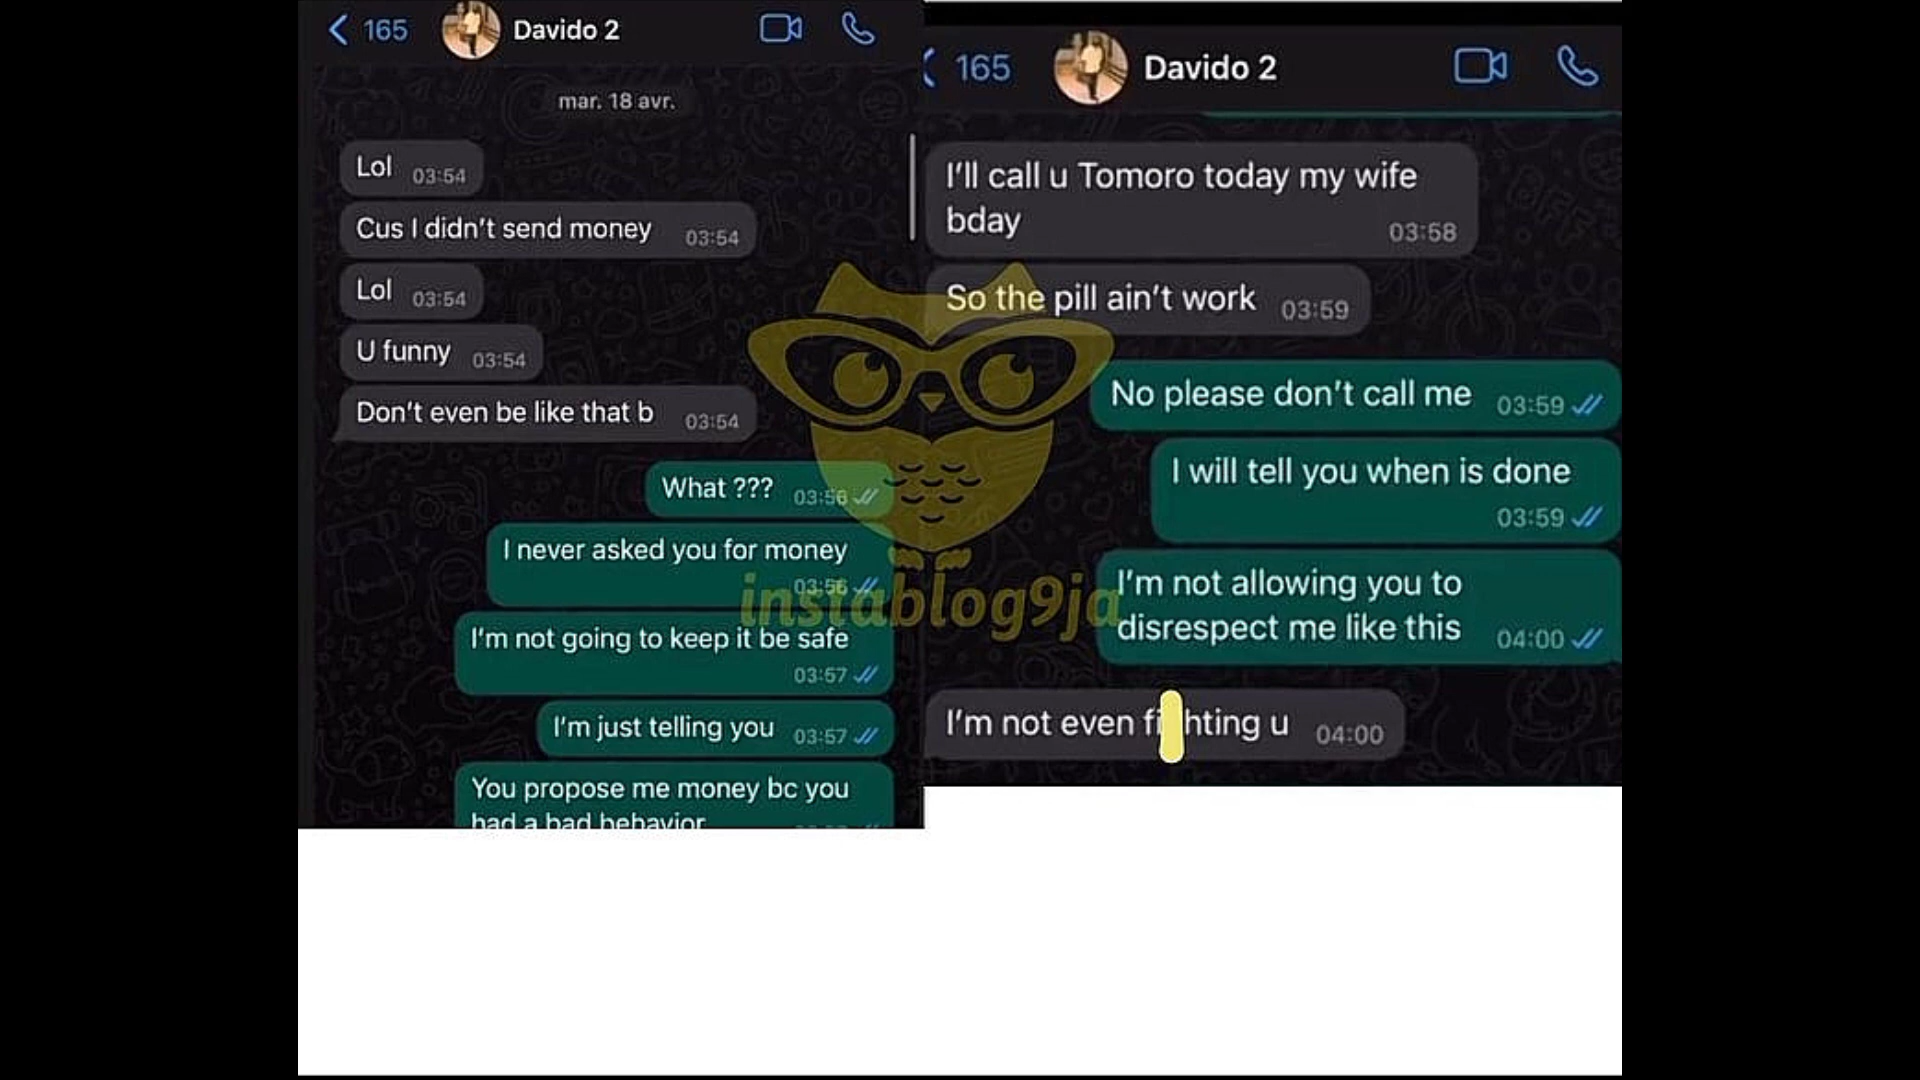 165
Davido 2
mar. 18 avr.
Lol 03:54
Cus I didn't send money 03:54
Lol 03:54
U funny 03:54
Don't even be like that b 03:54
What ??? 03:56
I never asked you for money
03:56
I'm not going to keep it be safe
03:57
I'm just telling you 03:57
You propose me money bc you
had a bad behavior
165
Davido 2
I'll call u Tomoro today my wife
bday 03:58
So the pill ain't work 03:59
No please don't call me 03:59
I will tell you when is done
03:59
I'm not allowing you to
disrespect me like this 04:00
I'm not even fi hting u 04:00
instablog9ja